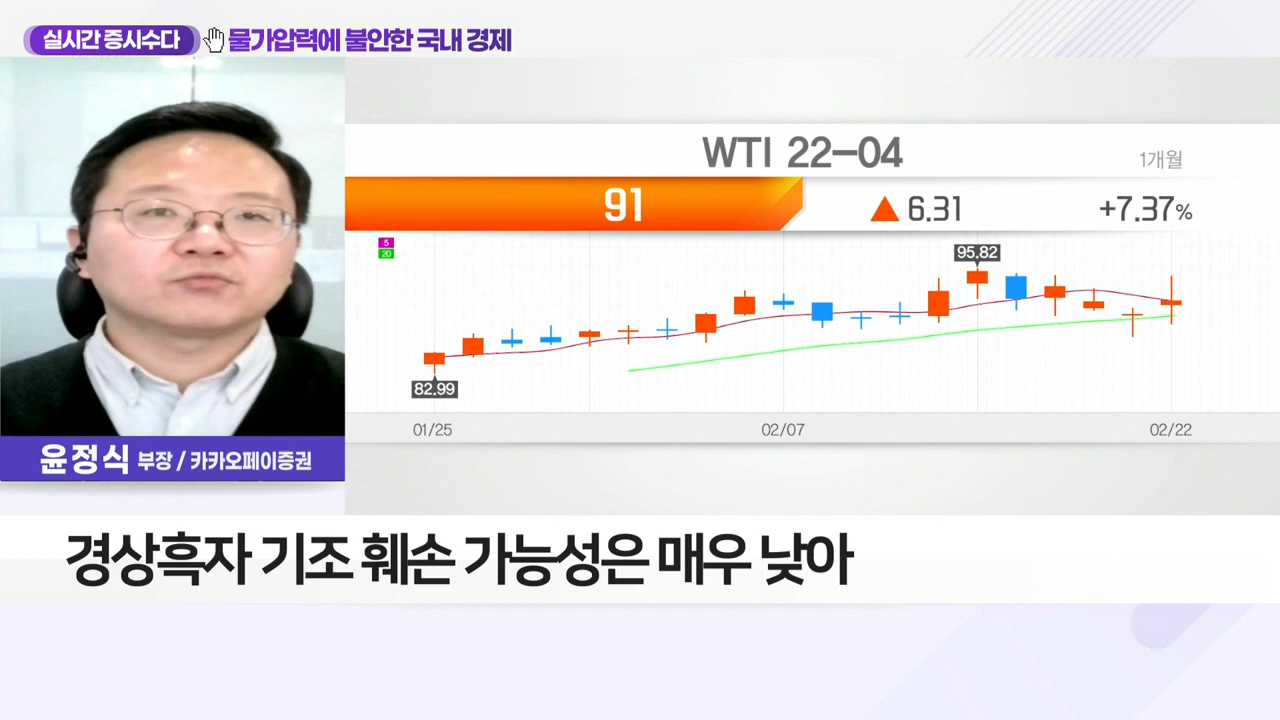 실시간 증시수다 물가압력에 불안한 국내 경제
WTI 22-04
1개월
91 ▲ 6.31 +7.37%
5
20
95.82
82.99
01/25 02/07 02/22
윤정식 부장 / 카카오페이증권
경상흑자 기조 훼손 가능성은 매우 낮아